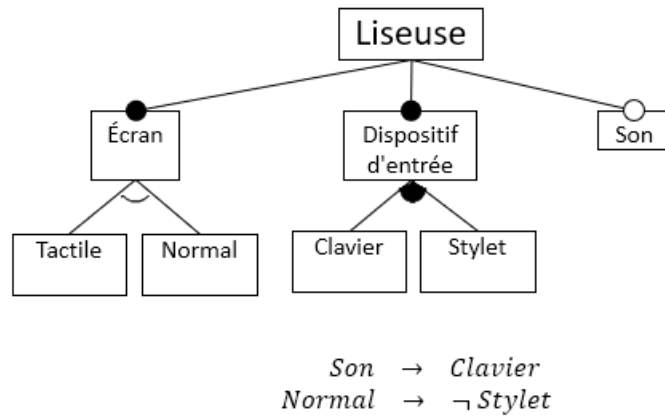 Liseuse
Écran
Dispositif
d'entrée
Son
Tactile
Normal
Clavier
Stylet
Son → Clavier
Normal → ¬ Stylet